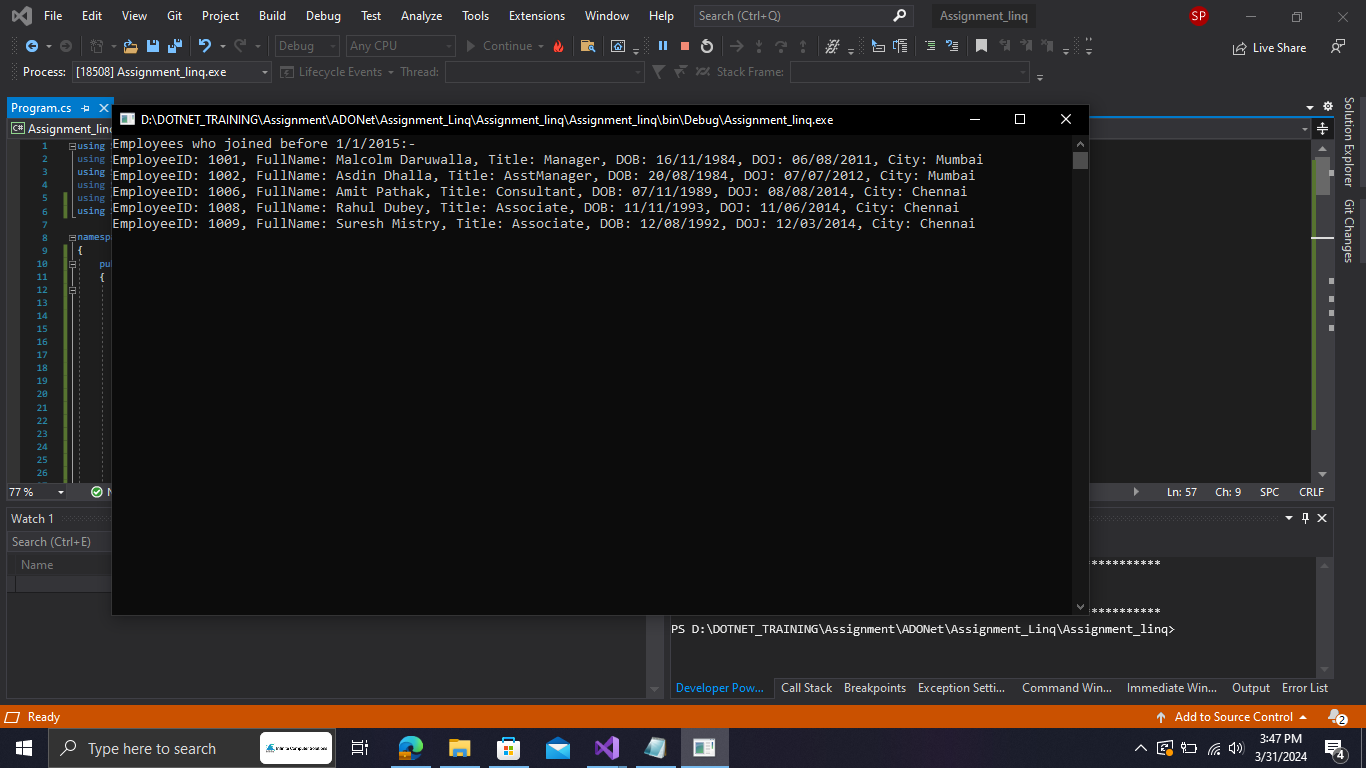 File Edit View Git Project Build Debug Test Analyze Tools Extensions Window Help Search (Ctrl+Q) Assignment_linq SP
Debug Any CPU Continue Live Share
Process: [18508] Assignment_linq.exe Lifecycle Events Thread: Stack Frame:
Program.cs
Assignment_linq
D:\DOTNET_TRAINING\Assignment\ADONet\Assignment_Linq\Assignment_linq\Assignment_linq\bin\Debug\Assignment_linq.exe
Employees who joined before 1/1/2015:-
EmployeeID: 1001, FullName: Malcolm Daruwalla, Title: Manager, DOB: 16/11/1984, DOJ: 06/08/2011, City: Mumbai
EmployeeID: 1002, FullName: Asdin Dhalla, Title: AsstManager, DOB: 20/08/1984, DOJ: 07/07/2012, City: Mumbai
EmployeeID: 1006, FullName: Amit Pathak, Title: Consultant, DOB: 07/11/1989, DOJ: 08/08/2014, City: Chennai
EmployeeID: 1008, FullName: Rahul Dubey, Title: Associate, DOB: 11/11/1993, DOJ: 11/06/2014, City: Chennai
EmployeeID: 1009, FullName: Suresh Mistry, Title: Associate, DOB: 12/08/1992, DOJ: 12/03/2014, City: Chennai
1 using
2 using
3 using
4 using
5 using
6 using
7
8 namespa
9 {
10 pu
11 {
12
13
14
15
16
17
18
19
20
21
22
23
24
25
26
Solution Explorer
Git Changes
77 % N Ln: 57 Ch: 9 SPC CRLF
Watch 1
Search (Ctrl+E)
Name
************
************
PS D:\DOTNET_TRAINING\Assignment\ADONet\Assignment_Linq\Assignment_linq>
Developer Pow... Call Stack Breakpoints Exception Setti... Command Win... Immediate Win... Output Error List
Ready Add to Source Control 2
Type here to search Infinite Computer Solutions
3:47 PM
3/31/2024
4